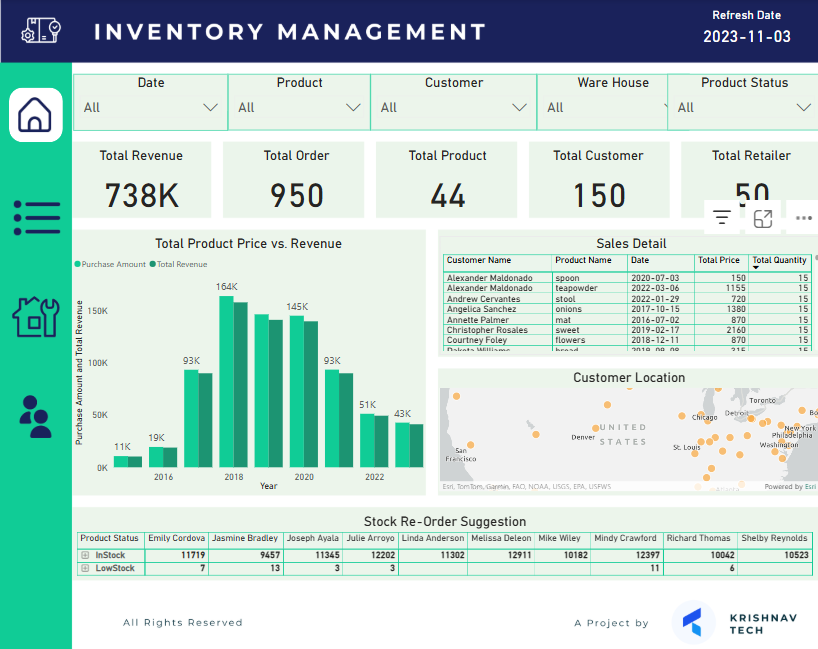 INVENTORY MANAGEMENT
Refresh Date
2023-11-03
Date Product Customer Ware House Product Status
All All All All All
Total Revenue Total Order Total Product Total Customer Total Retailer
738K 950 44 150 50
Total Product Price vs. Revenue
Purchase Amount Total Revenue
Purchase Amount and Total Revenue
150K
100K
50K
0K
11K 19K 93K 164K 145K 93K 51K 43K
2016 2018 2020 2022
Year
Sales Detail
Customer Name Product Name Date Total Price Total Quantity
Alexander Maldonado spoon 2020-07-03 150 15
Alexander Maldonado teapowder 2022-03-06 1155 15
Andrew Cervantes stool 2022-01-29 720 15
Angelica Sanchez onions 2017-10-15 1380 15
Annette Palmer mat 2016-07-02 870 15
Christopher Rosales sweet 2019-02-17 2160 15
Courtney Foley flowers 2018-12-11 870 15
Dakota Williams bread 2018-08-08 315 15
Customer Location
Toronto
Chicago Detroit
UNITED
STATES
New York
Philadelphia
Denver
St. Louis
Washington
San
Francisco
Esri, TomTom, Garmin, FAO, NOAA, USGS, EPA, USFWS
Powered by Esri
Stock Re-Order Suggestion
Product Status Emily Cordova Jasmine Bradley Joseph Ayala Julie Arroyo Linda Anderson Melissa Deleon Mike Wiley Mindy Crawford Richard Thomas Shelby Reynolds
InStock 11719 9457 11345 12202 11302 12911 10182 12397 10042 10523
LowStock 7 13 3 3 11 6
All Rights Reserved
A Project by
KRISHNAV
TECH